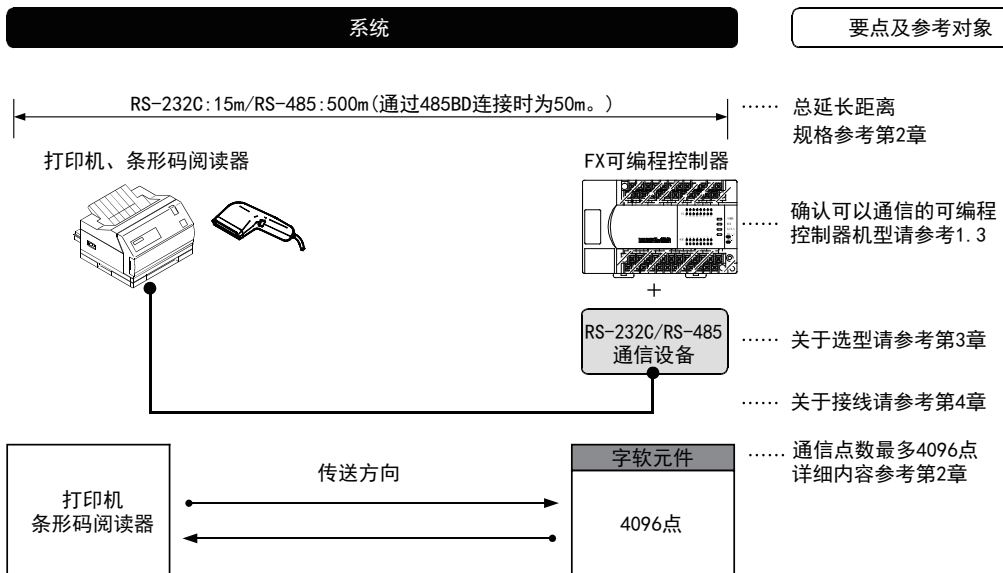 系统
要点及参考对象
RS-232C:15m/RS-485:500m(通过485BD连接时为50m。)
…… 总延长距离
规格参考第2章
打印机、条形码阅读器
FX可编程控制器
…… 确认可以通信的可编程
控制器机型请参考1.3
+
RS-232C/RS-485
通信设备
…… 关于选型请参考第3章
…… 关于接线请参考第4章
…… 通信点数最多4096点
详细内容参考第2章
传送方向
字软元件
打印机
条形码阅读器
4096点